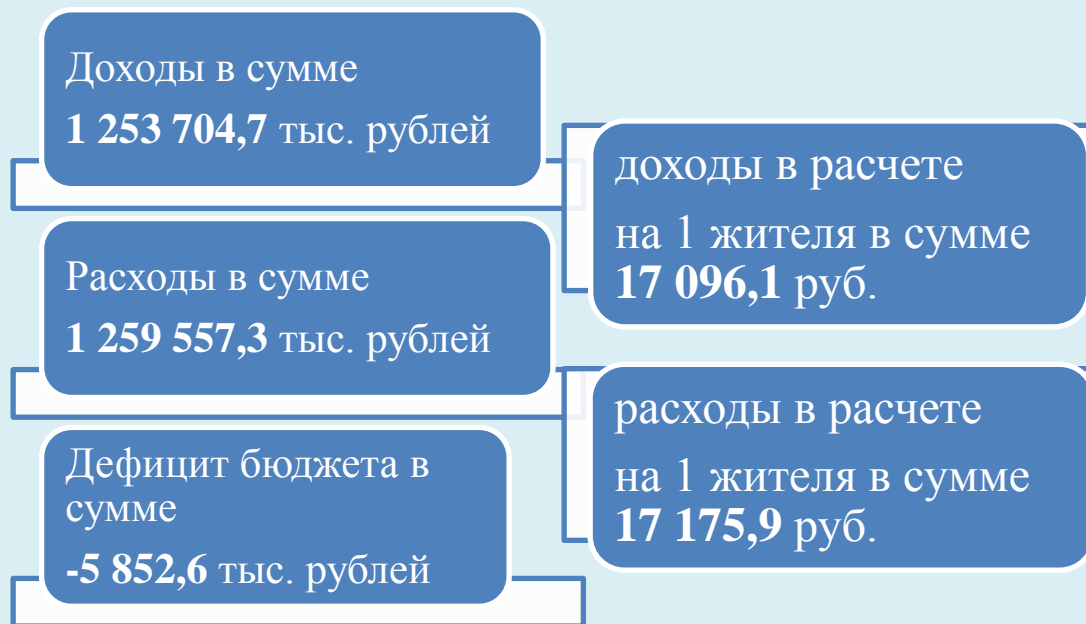 Доходы в сумме
1 253 704,7 тыс. рублей
Расходы в сумме
1 259 557,3 тыс. рублей
Дефицит бюджета в
сумме
-5 852,6 тыс. рублей
доходы в расчете
на 1 жителя в сумме
17 096,1 руб.
расходы в расчете
на 1 жителя в сумме
17 175,9 руб.